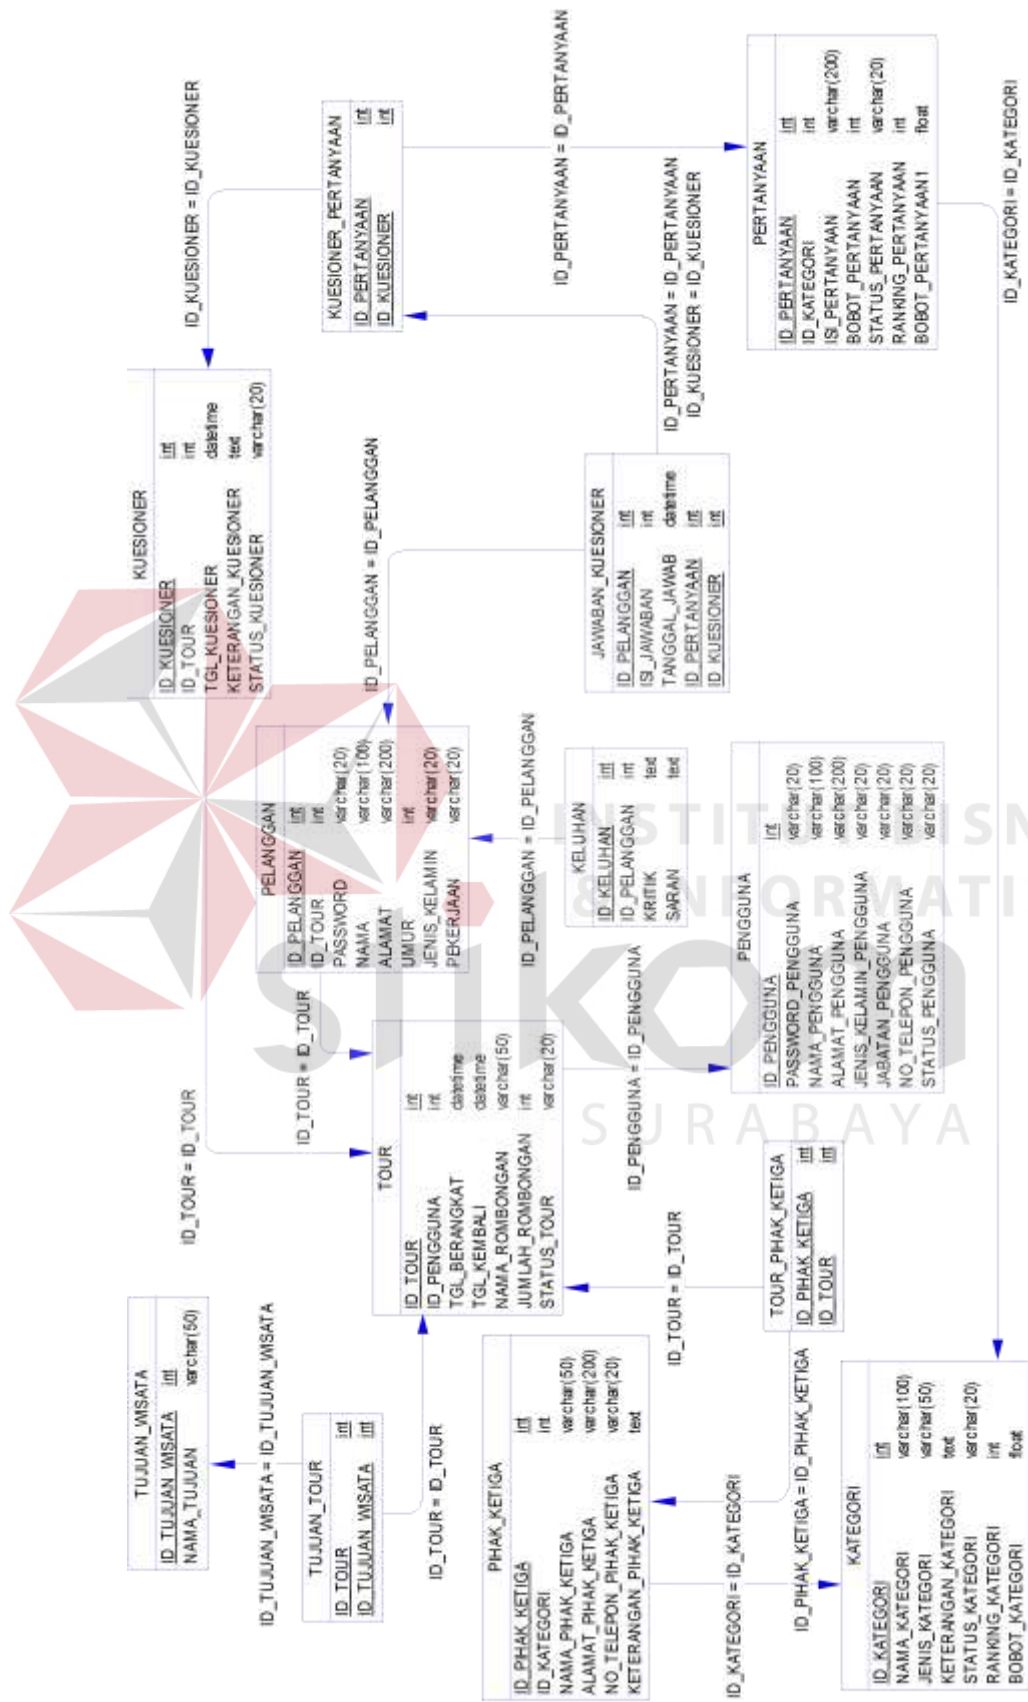 TUJUAN_WISATA
ID_TUJUAN_WISATA int
NAMA_TUJUAN varchar(50)
ID_TUJUAN_WISATA = ID_TUJUAN_WISATA
TUJUAN_TOUR
ID_TOUR int
ID_TUJUAN_WISATA int
ID_TOUR = ID_TOUR
PIHAK_KETIGA
ID_PIHAK_KETIGA int
ID_KATEGORI int
NAMA_PIHAK_KETIGA varchar(50)
ALAMAT_PIHAK_KETIGA varchar(200)
NO_TELEPON_PIHAK_KETIGA varchar(20)
KETERANGAN_PIHAK_KETIGA text
ID_KATEGORI = ID_KATEGORI
ID_PIHAK_KETIGA = ID_PIHAK_KETIGA
KATEGORI
ID_KATEGORI int
NAMA_KATEGORI varchar(100)
JENIS_KATEGORI varchar(50)
KETERANGAN_KATEGORI text
STATUS_KATEGORI varchar(20)
RANKING_KATEGORI int
BOBOT_KATEGORI float
ID_TOUR = ID_TOUR
ID_TOUR = ID_TOUR
TOUR
ID_TOUR int
ID_PENGGUNA int
TGL_BERANGKAT datetime
TGL_KEMBALI datetime
NAMA_ROMBONGAN varchar(50)
JUMLAH_ROMBONGAN int
STATUS_TOUR varchar(20)
ID_TOUR = ID_TOUR
ID_PENGGUNA = ID_PENGGUNA
TOUR_PIHAK_KETIGA
ID_PIHAK_KETIGA int
ID_TOUR int
PELANGGAN
ID_PELANGGAN int
ID_TOUR int
PASSWORD varchar(20)
NAMA varchar(100)
ALAMAT varchar(200)
UMUR int
JENIS_KELAMIN varchar(20)
PEKERJAAN varchar(20)
ID_PELANGGAN = ID_PELANGGAN
KELUHAN
ID_KELUHAN int
ID_PELANGGAN int
KRITIK text
SARAN text
PENGGUNA
ID_PENGGUNA int
PASSWORD_PENGGUNA varchar(20)
NAMA_PENGGUNA varchar(100)
ALAMAT_PENGGUNA varchar(200)
JENIS_KELAMIN_PENGGUNA varchar(20)
JABATAN_PENGGUNA varchar(20)
NO_TELEPON_PENGGUNA varchar(20)
STATUS_PENGGUNA varchar(20)
KUESIONER
ID_KUESIONER int
ID_TOUR int
TGL_KUESIONER datetime
KETERANGAN_KUESIONER text
STATUS_KUESIONER varchar(20)
ID_PELANGGAN = ID_PELANGGAN
JAWABAN_KUESIONER
ID_PELANGGAN int
ISI_JAWABAN int
TANGGAL_JAWAB datetime
ID_PERTANYAAN int
ID_KUESIONER int
ID_PERTANYAAN = ID_PERTANYAAN
ID_KUESIONER = ID_KUESIONER
ID_KUESIONER = ID_KUESIONER
KUESIONER_PERTANYAAN
ID_PERTANYAAN int
ID_KUESIONER int
ID_PERTANYAAN = ID_PERTANYAAN
PERTANYAAN
ID_PERTANYAAN int
ID_KATEGORI int
ISI_PERTANYAAN varchar(200)
BOBOT_PERTANYAAN int
STATUS_PERTANYAAN varchar(20)
RANKING_PERTANYAAN int
BOBOT_PERTANYAAN1 float
ID_KATEGORI = ID_KATEGORI
INSTITUT BISN
& INFORMATI
stikom
SURABAYA